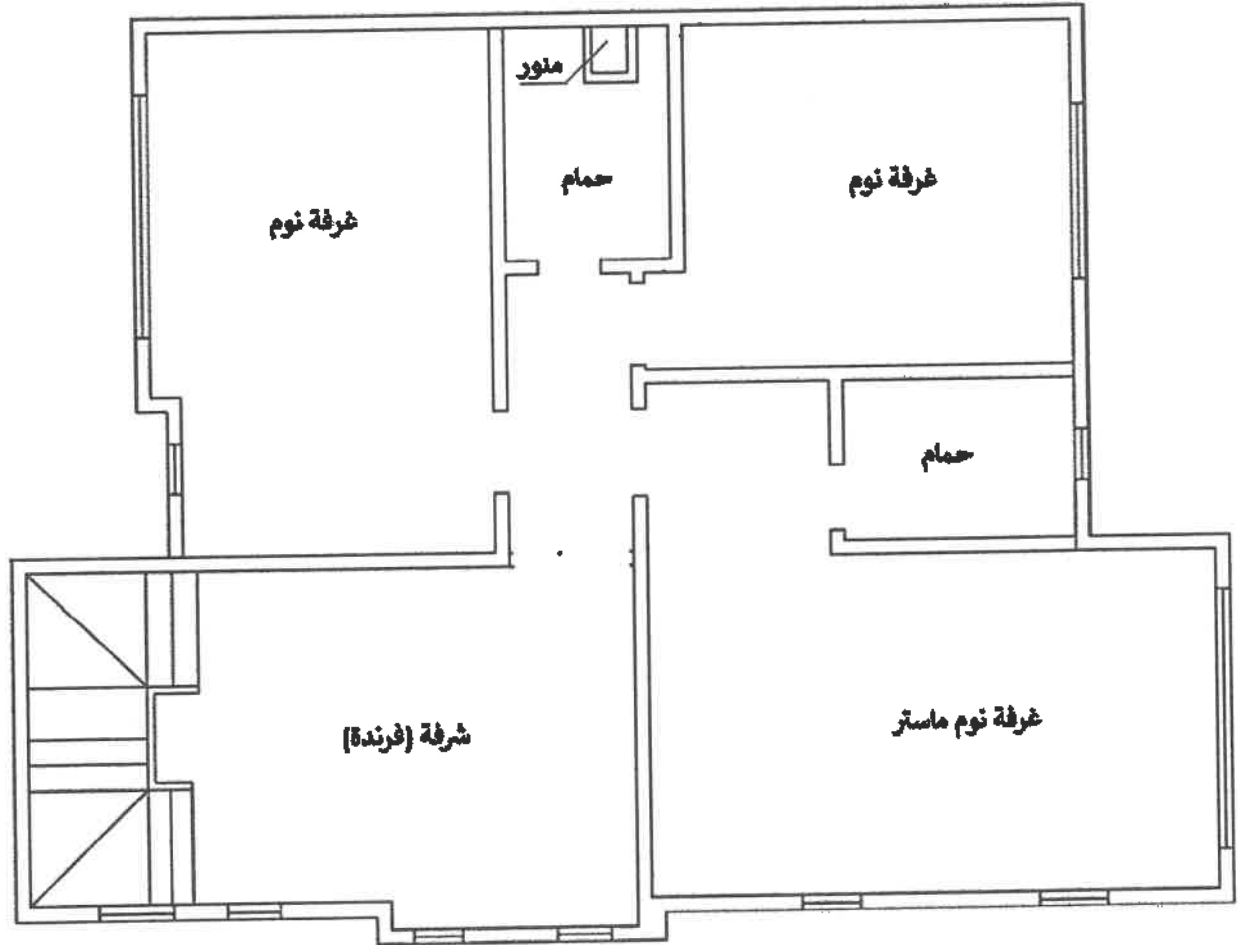 منور
غرفة نوم
حمام
غرفة نوم
حمام
غرفة نوم ماستر
شرفة (فرندة)